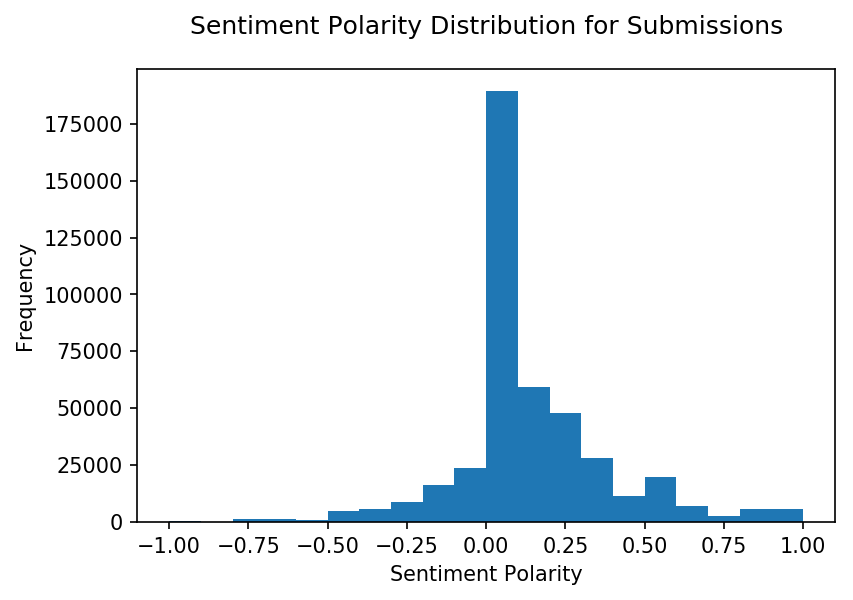 Sentiment Polarity Distribution for Submissions
175000
150000
125000
100000
75000
50000
25000
0
Frequency
−1.00 −0.75 −0.50 −0.25 0.00 0.25 0.50 0.75 1.00
Sentiment Polarity